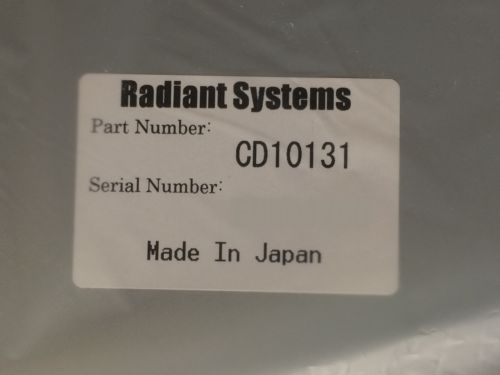 Radiant Systems
Part Number:
CD10131
Serial Number:
Made In Japan